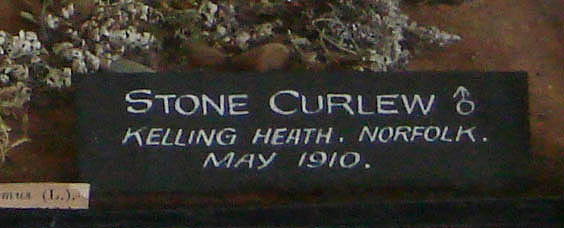 STONE CURLEW ♂
KELLING HEATH. NORFOLK.
MAY 1910.
mus (L.).